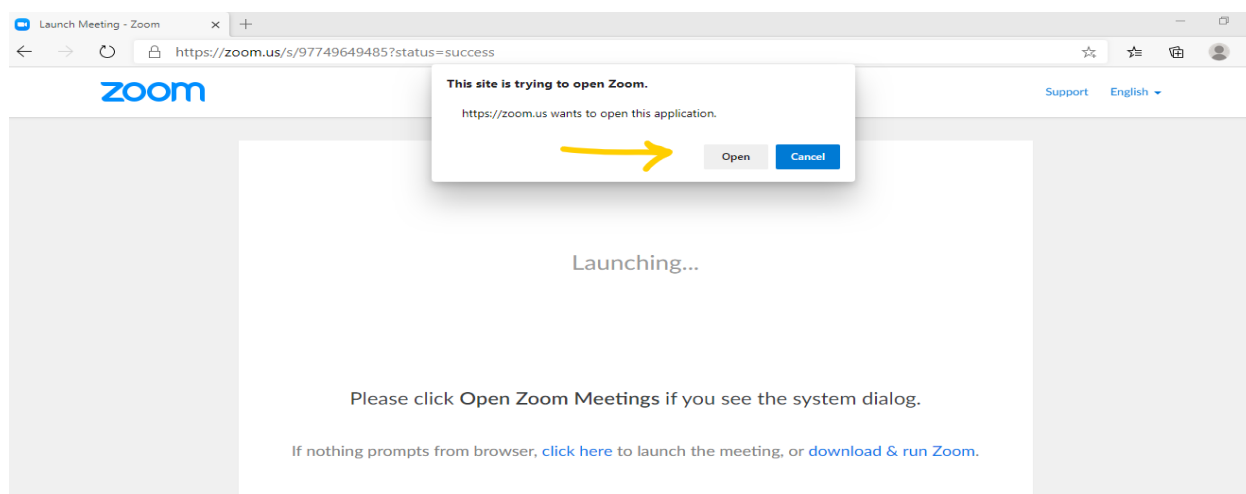 Launch Meeting - Zoom
https://zoom.us/s/97749649485?status=success
zoom
Support English
This site is trying to open Zoom.
https://zoom.us wants to open this application.
Open Cancel
Launching...
Please click Open Zoom Meetings if you see the system dialog.
If nothing prompts from browser, click here to launch the meeting, or download & run Zoom.